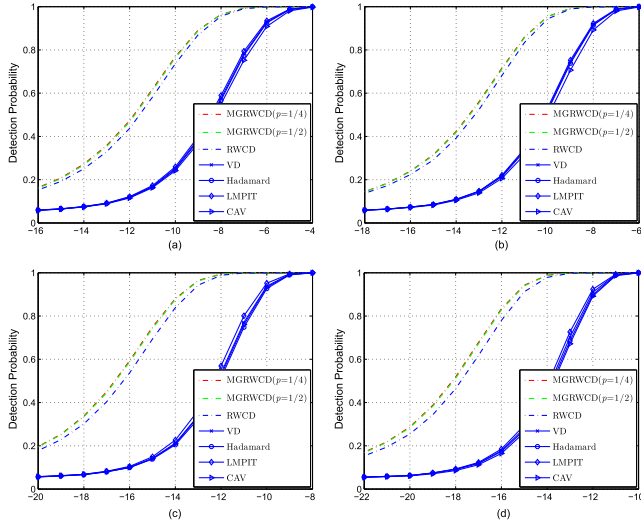 Detection Probability
1
0.8
0.6
0.4
0.2
0
−16 −14 −12 −10 −8 −6 −4
(a)
MGRWCD(p=1/4)
MGRWCD(p=1/2)
RWCD
VD
Hadamard
LMPIT
CAV
Detection Probability
1
0.8
0.6
0.4
0.2
0
−18 −16 −14 −12 −10 −8 −6
(b)
MGRWCD(p=1/4)
MGRWCD(p=1/2)
RWCD
VD
Hadamard
LMPIT
CAV
Detection Probability
1
0.8
0.6
0.4
0.2
0
−20 −18 −16 −14 −12 −10 −8
(c)
MGRWCD(p=1/4)
MGRWCD(p=1/2)
RWCD
VD
Hadamard
LMPIT
CAV
Detection Probability
1
0.8
0.6
0.4
0.2
0
−22 −20 −18 −16 −14 −12 −10
(d)
MGRWCD(p=1/4)
MGRWCD(p=1/2)
RWCD
VD
Hadamard
LMPIT
CAV